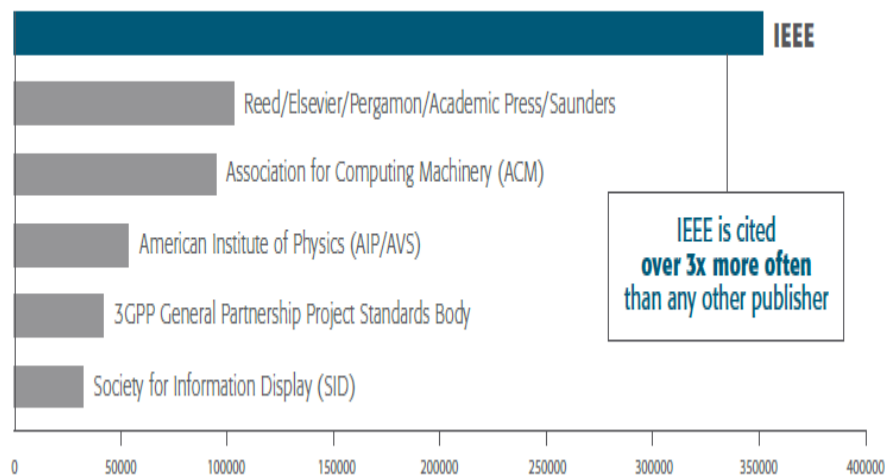 IEEE
Reed/Elsevier/Pergamon/Academic Press/Saunders
Association for Computing Machinery (ACM)
American Institute of Physics (AIP/AVS)
IEEE is cited
over 3x more often
than any other publisher
3GPP General Partnership Project Standards Body
Society for Information Display (SID)
0 50000 100000 150000 200000 250000 300000 350000 400000